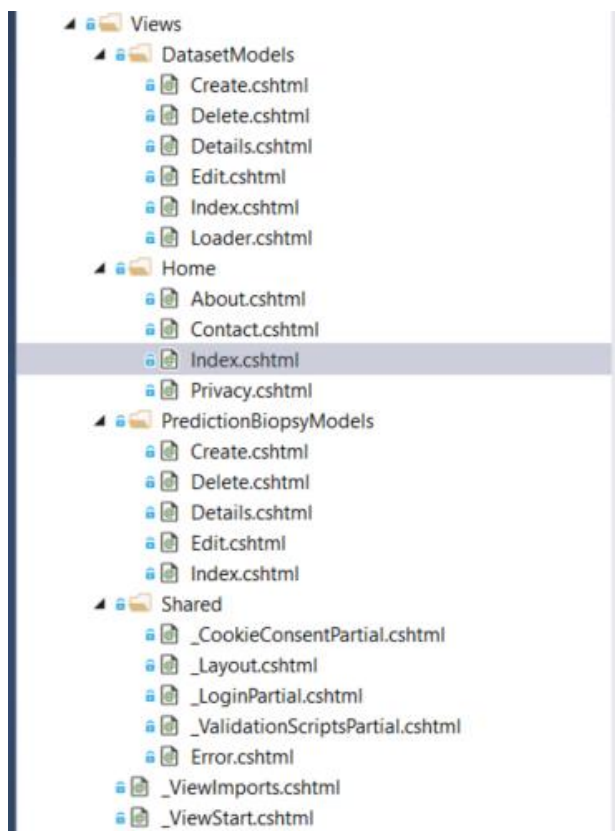 Views
DatasetModels
Create.cshtml
Delete.cshtml
Details.cshtml
Edit.cshtml
Index.cshtml
Loader.cshtml
Home
About.cshtml
Contact.cshtml
Index.cshtml
Privacy.cshtml
PredictionBiopsyModels
Create.cshtml
Delete.cshtml
Details.cshtml
Edit.cshtml
Index.cshtml
Shared
_CookieConsentPartial.cshtml
_Layout.cshtml
_LoginPartial.cshtml
_ValidationScriptsPartial.cshtml
Error.cshtml
_ViewImports.cshtml
_ViewStart.cshtml